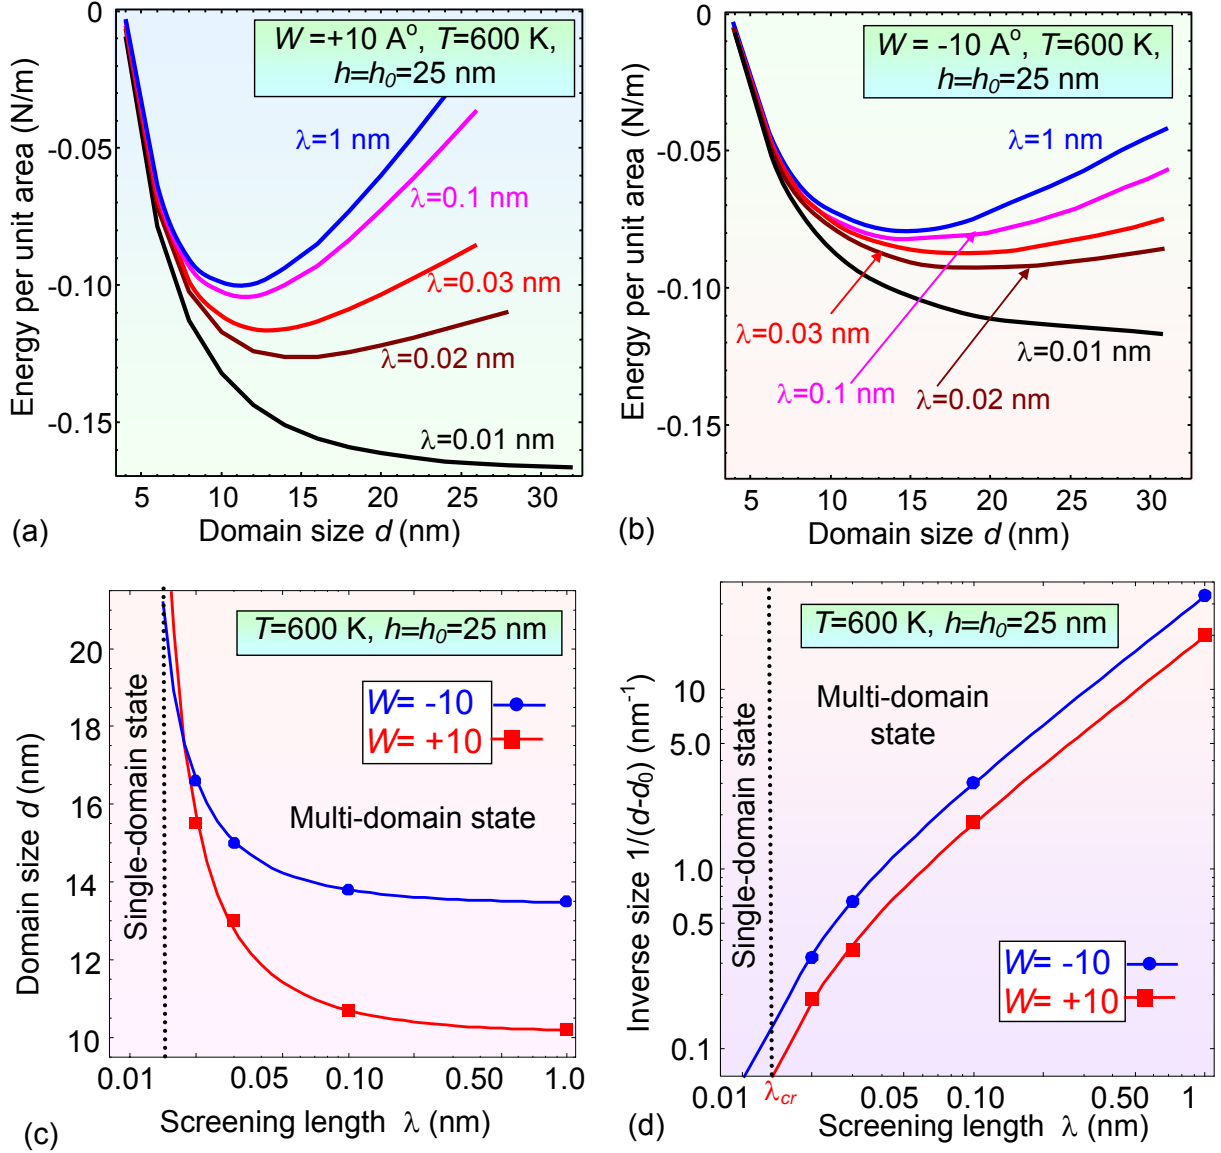 0
-0.05
-0.10
-0.15
Energy per unit area (N/m)
W =+10 Aᵒ, T=600 K,
h=h₀=25 nm
λ=1 nm
λ=0.1 nm
λ=0.03 nm
λ=0.02 nm
λ=0.01 nm
5 10 15 20 25 30
(a)
Domain size d (nm)
0
-0.05
-0.10
-0.15
Energy per unit area (N/m)
W = -10 Aᵒ, T=600 K,
h=h₀=25 nm
λ=1 nm
λ=0.03 nm
λ=0.01 nm
λ=0.1 nm
λ=0.02 nm
5 10 15 20 25 30
(b)
Domain size d (nm)
20
18
16
14
12
10
Domain size d (nm)
T=600 K, h=h₀=25 nm
W= -10
W= +10
Single-domain state
Multi-domain state
0.01 0.05 0.10 0.50 1.0
Screening length λ (nm)
(c)
10
5.0
1.0
0.5
0.1
Inverse size 1/(d-d₀) (nm⁻¹)
T=600 K, h=h₀=25 nm
Multi-domain
state
Single-domain state
W= -10
W= +10
0.01 λcr 0.05 0.10 0.50 1
Screening length λ (nm)
(d)